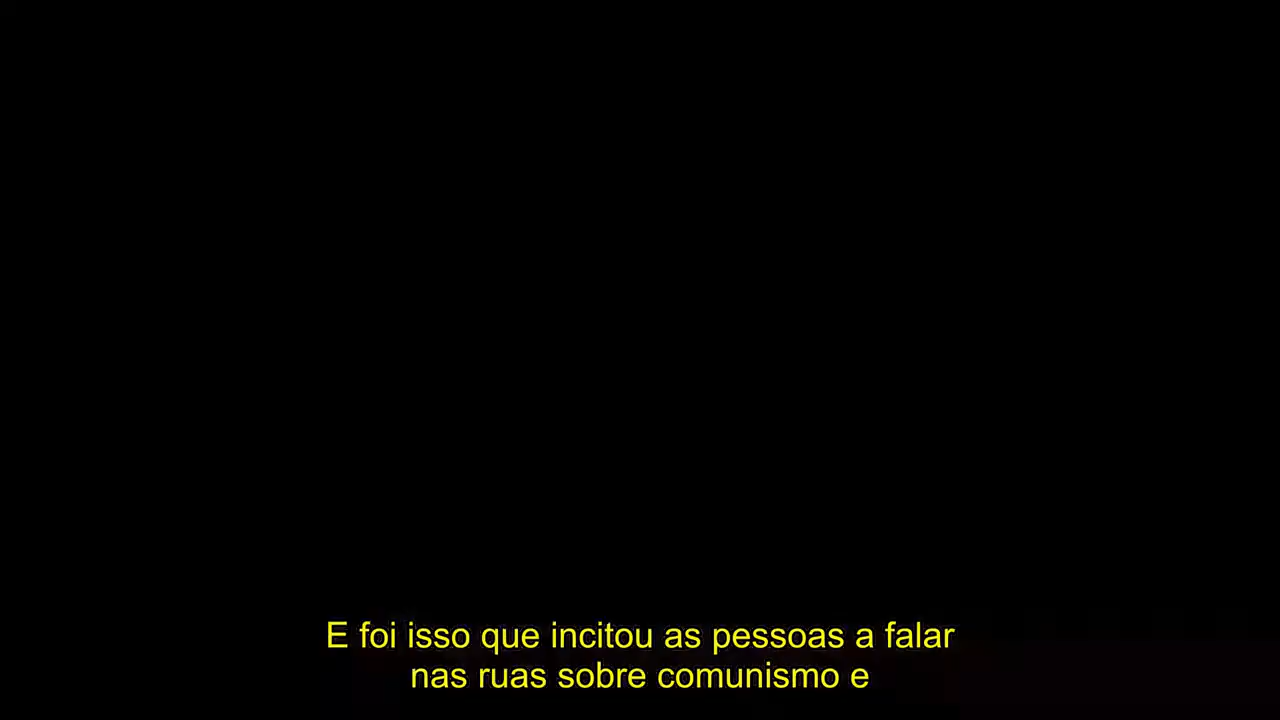 E foi isso que incitou as pessoas a falar
nas ruas sobre comunismo e